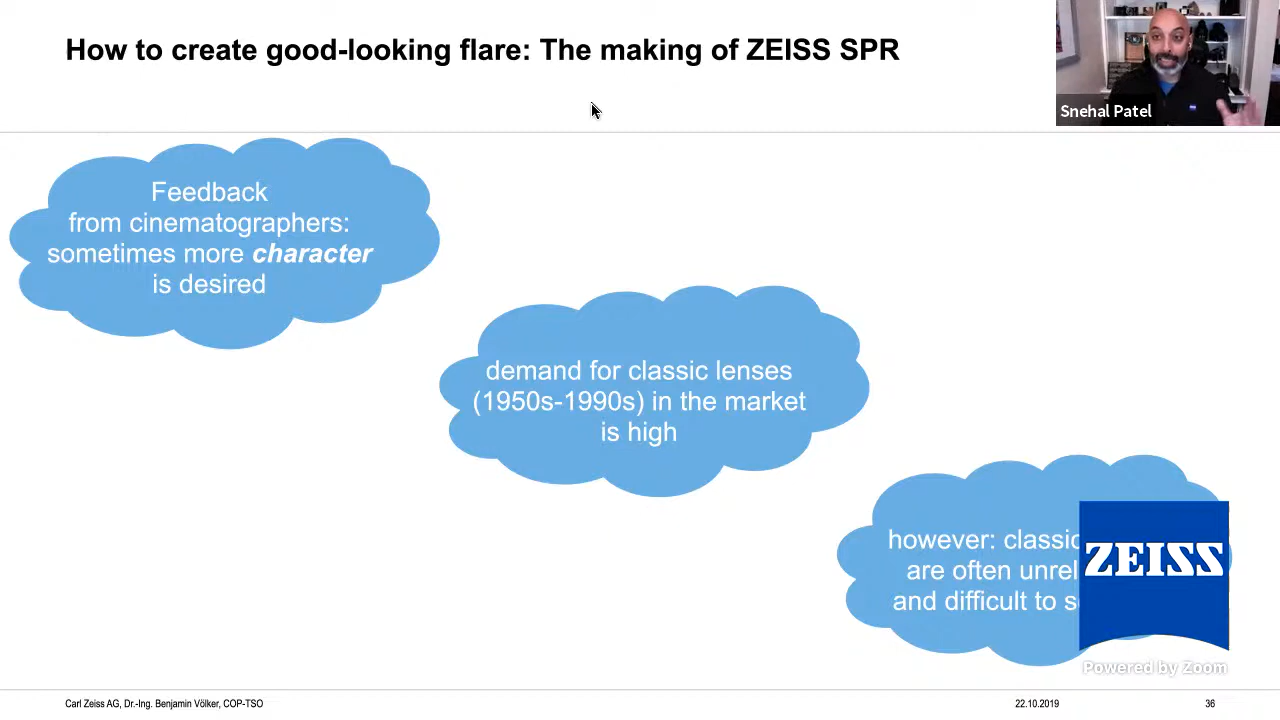 How to create good-looking flare: The making of ZEISS SPR
Snehal Patel
Feedback
from cinematographers:
sometimes more character
is desired
demand for classic lenses
(1950s-1990s) in the market
is high
however: classic
are often
and difficult to
ZEISS
Powered by Zoom
Carl Zeiss AG, Dr.-Ing. Benjamin Völker, COP-TSO
22.10.2019
36